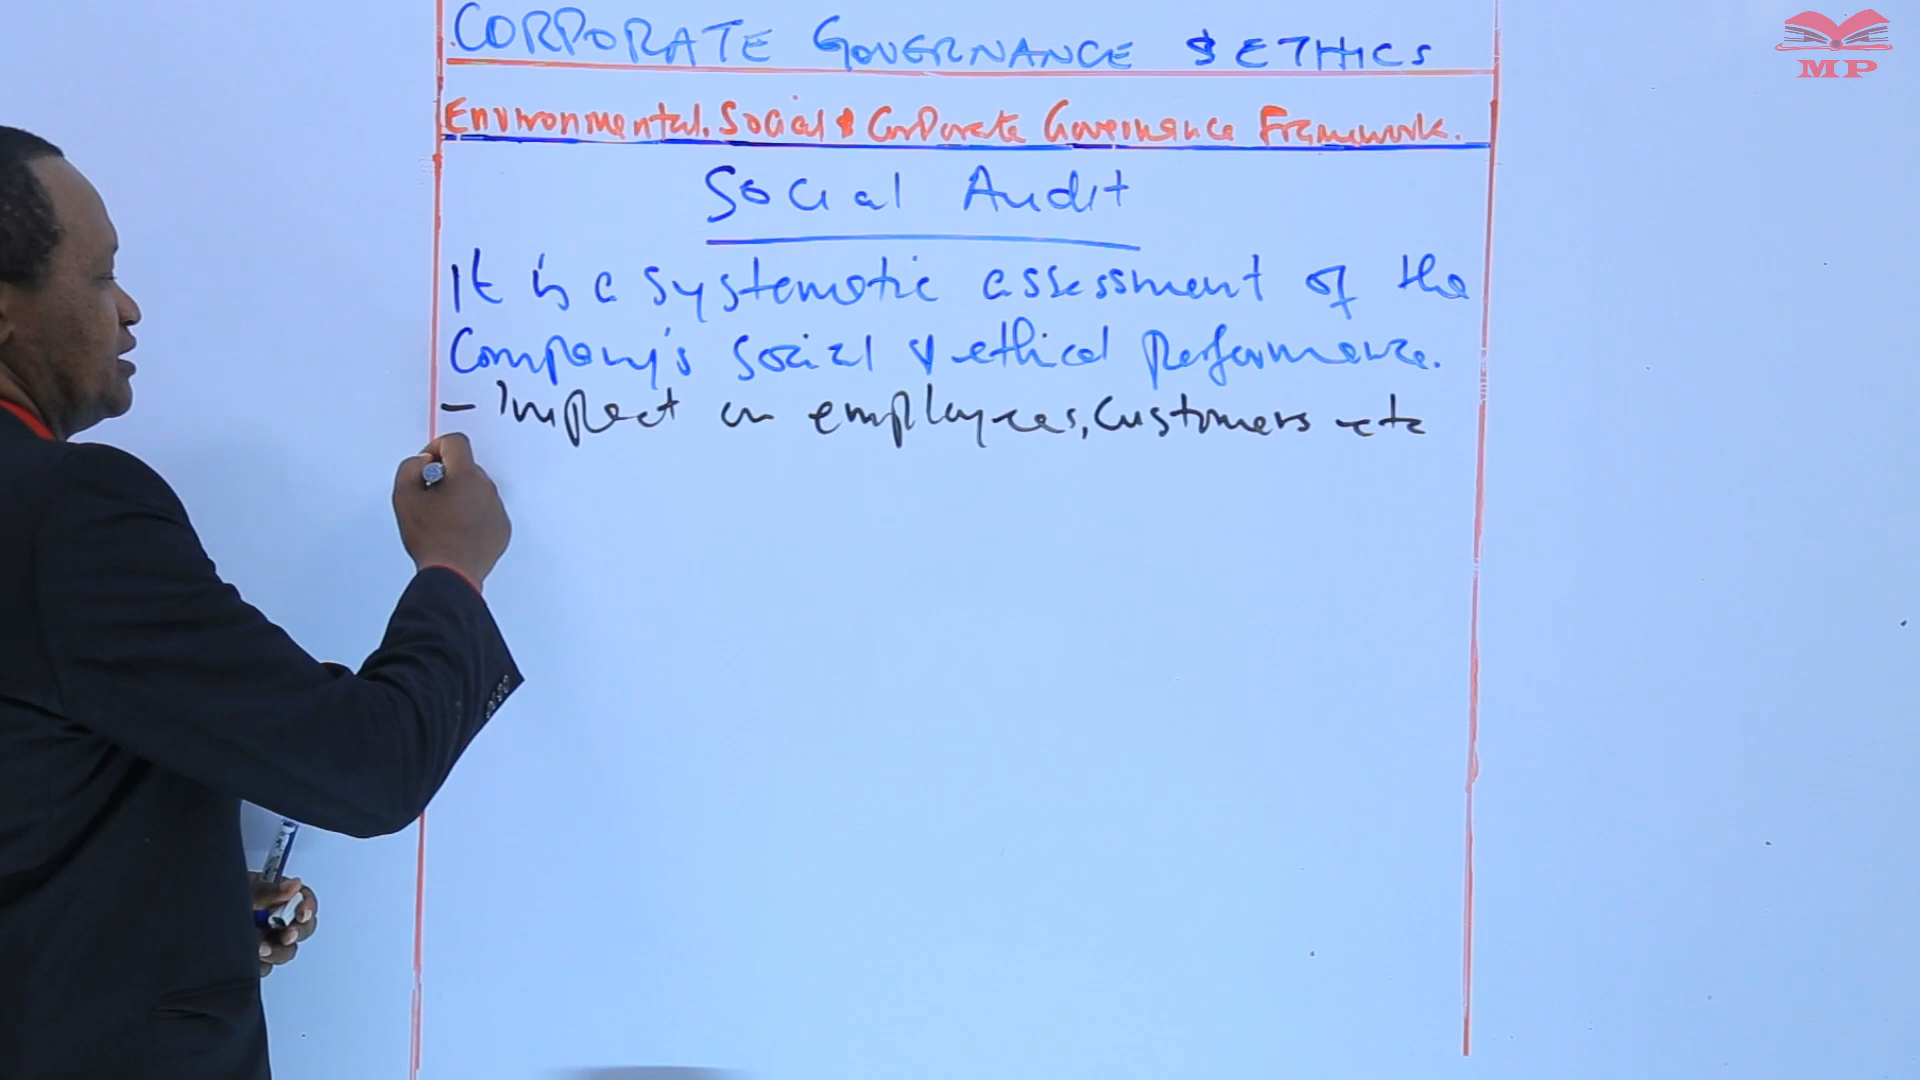 CORPORATE GOVERNANCE & ETHICS
MP
Environmental, Social & Corporate Governance Framework.
Social Audit
It is a systematic assessment of the
Company's social & ethical performance.
- Impact on employees, Customers etc